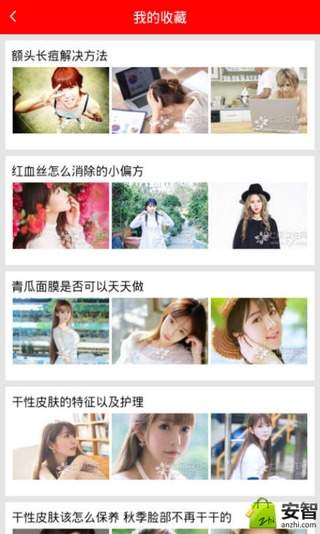 我的收藏
额头长痘解决方法
红血丝怎么消除的小偏方
青瓜面膜是否可以天天做
干性皮肤的特征以及护理
干性皮肤该怎么保养 秋季脸部不再干干的
安智
anzhi.com